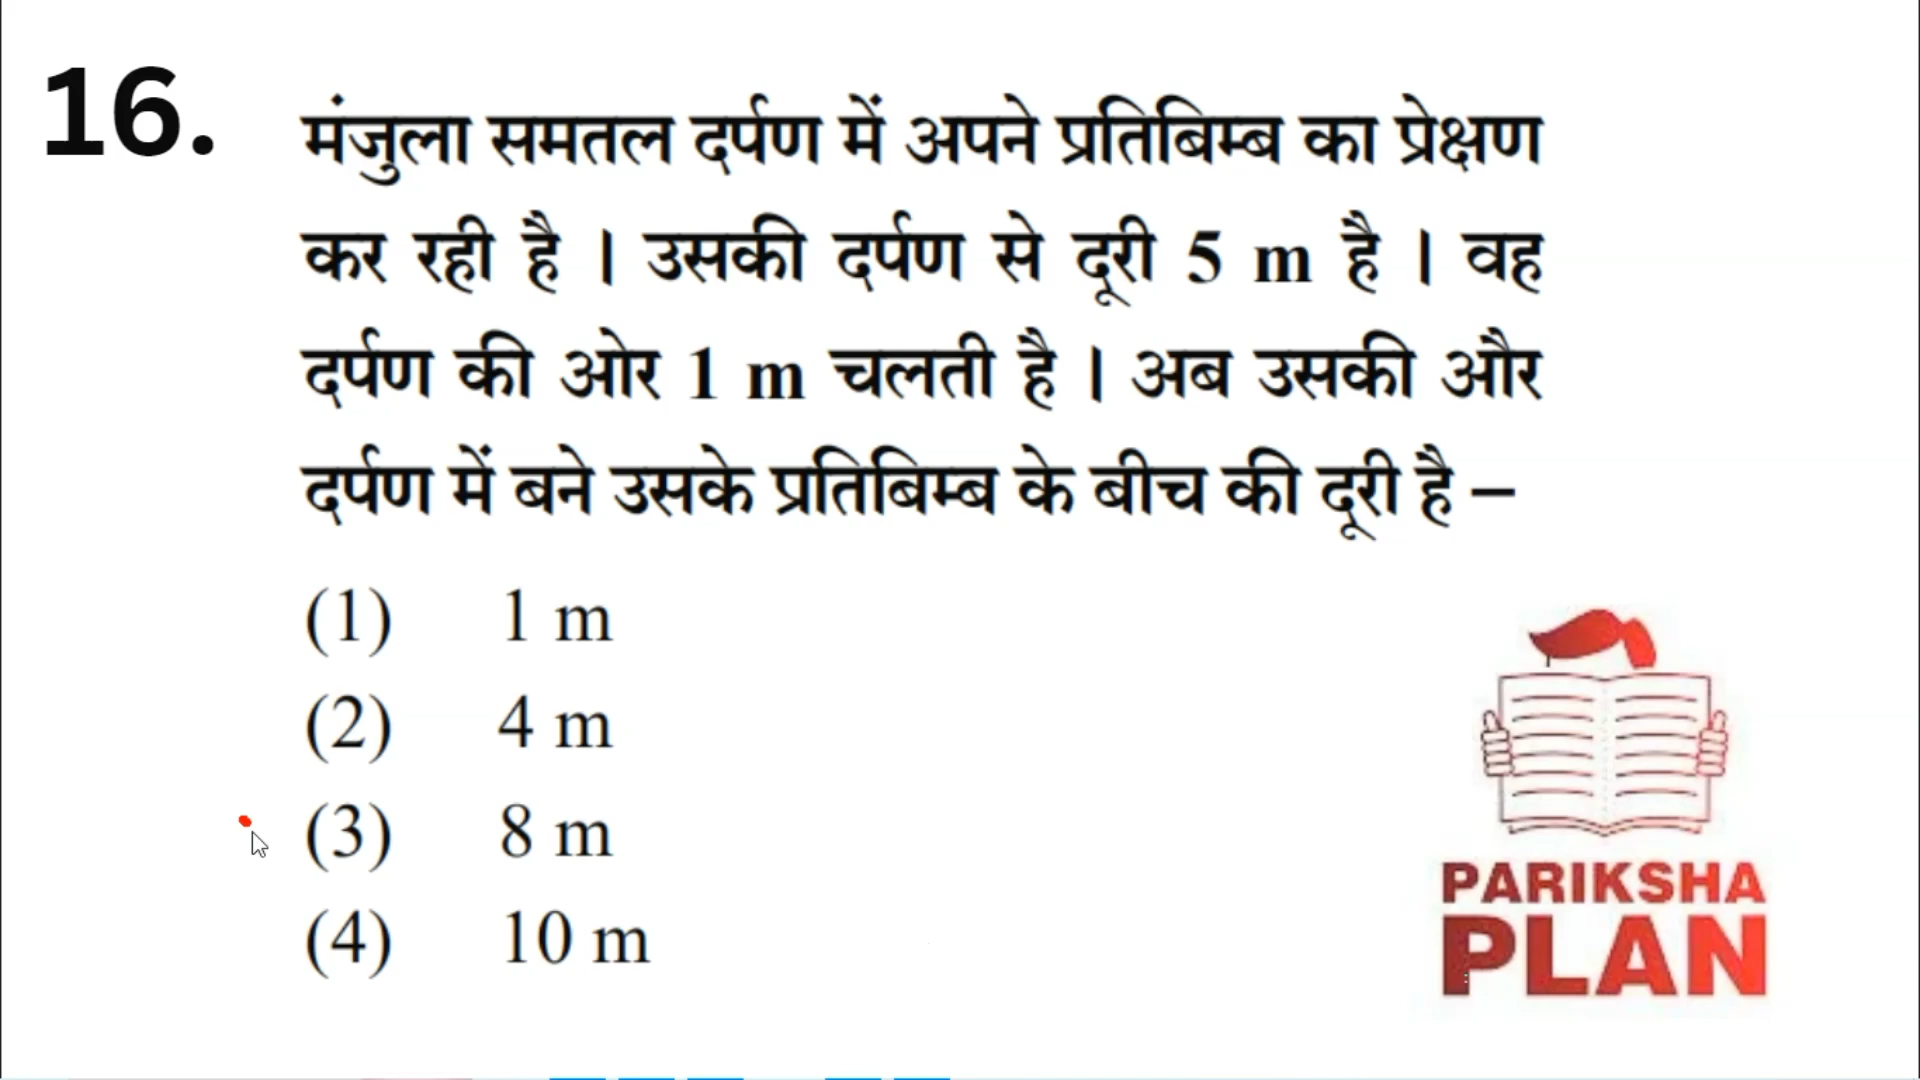 16. मंजुला समतल दर्पण में अपने प्रतिबिम्ब का प्रेक्षण
कर रही है । उसकी दर्पण से दूरी 5 m है । वह
दर्पण की ओर 1 m चलती है । अब उसकी और
दर्पण में बने उसके प्रतिबिम्ब के बीच की दूरी है –
(1) 1 m
(2) 4 m
(3) 8 m
(4) 10 m
PARIKSHA
PLAN